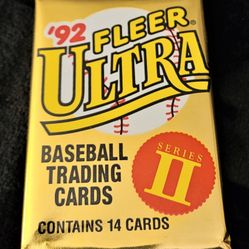 '92 FLEER
ULTRA
BASEBALL
TRADING
CARDS
SERIES
II
CONTAINS 14 CARDS